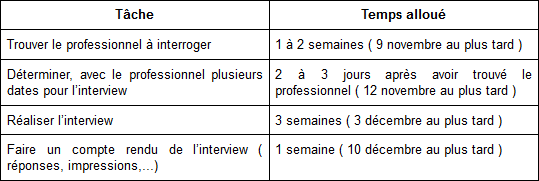 Tâche Temps alloué
Trouver le professionnel à interroger 1 à 2 semaines ( 9 novembre au plus tard )
Déterminer, avec le professionnel plusieurs 2 à 3 jours après avoir trouvé le
dates pour l’interview professionnel ( 12 novembre au plus tard )
Réaliser l’interview 3 semaines ( 3 décembre au plus tard )
Faire un compte rendu de l’interview ( 1 semaine ( 10 décembre au plus tard )
réponses, impressions,...)